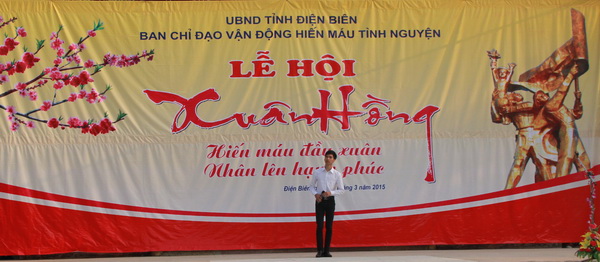 UBND TỈNH ĐIỆN BIÊN
BAN CHỈ ĐẠO VẬN ĐỘNG HIẾN MÁU TÌNH NGUYỆN
LỄ HỘI
Xuân Hồng
Hiến máu đầu xuân
Nhân lên hạnh phúc
Điện Biên, 3 năm 2015